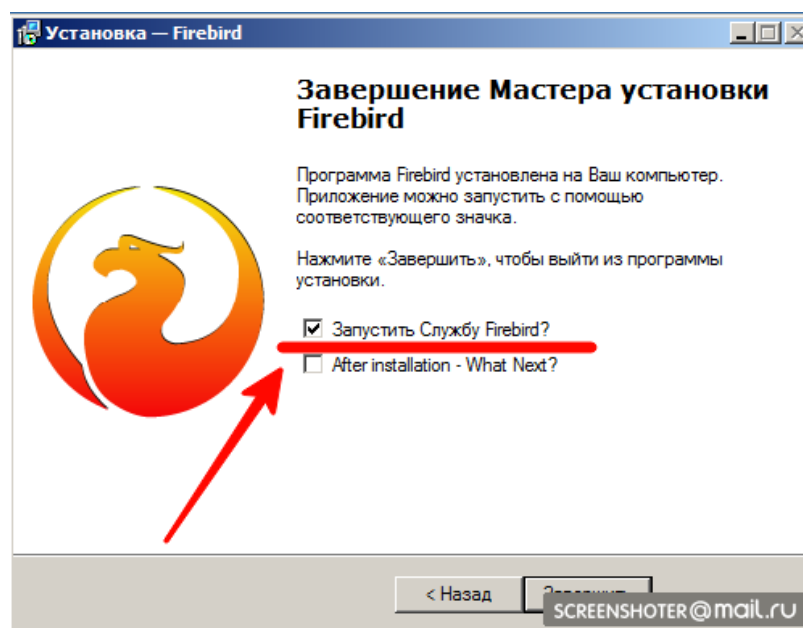 Установка — Firebird
Завершение Мастера установки
Firebird
Программа Firebird установлена на Ваш компьютер.
Приложение можно запустить с помощью
соответствующего значка.
Нажмите «Завершить», чтобы выйти из программы
установки.
Запустить Службу Firebird?
After installation - What Next?
< Назад
SCREENSHOTER@mail.ru